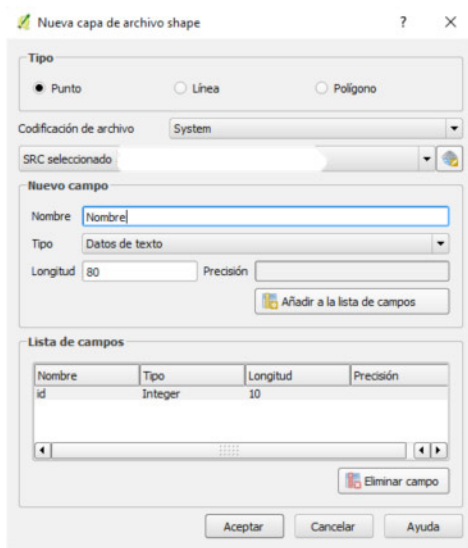 Nueva capa de archivo shape ?
Tipo
Punto Línea Polígono
Codificación de archivo System
SRC seleccionado
Nuevo campo
Nombre Nombre
Tipo Datos de texto
Longitud 80 Precisión
Añadir a la lista de campos
Lista de campos
Nombre Tipo Longitud Precisión
id Integer 10
Eliminar campo
Aceptar Cancelar Ayuda